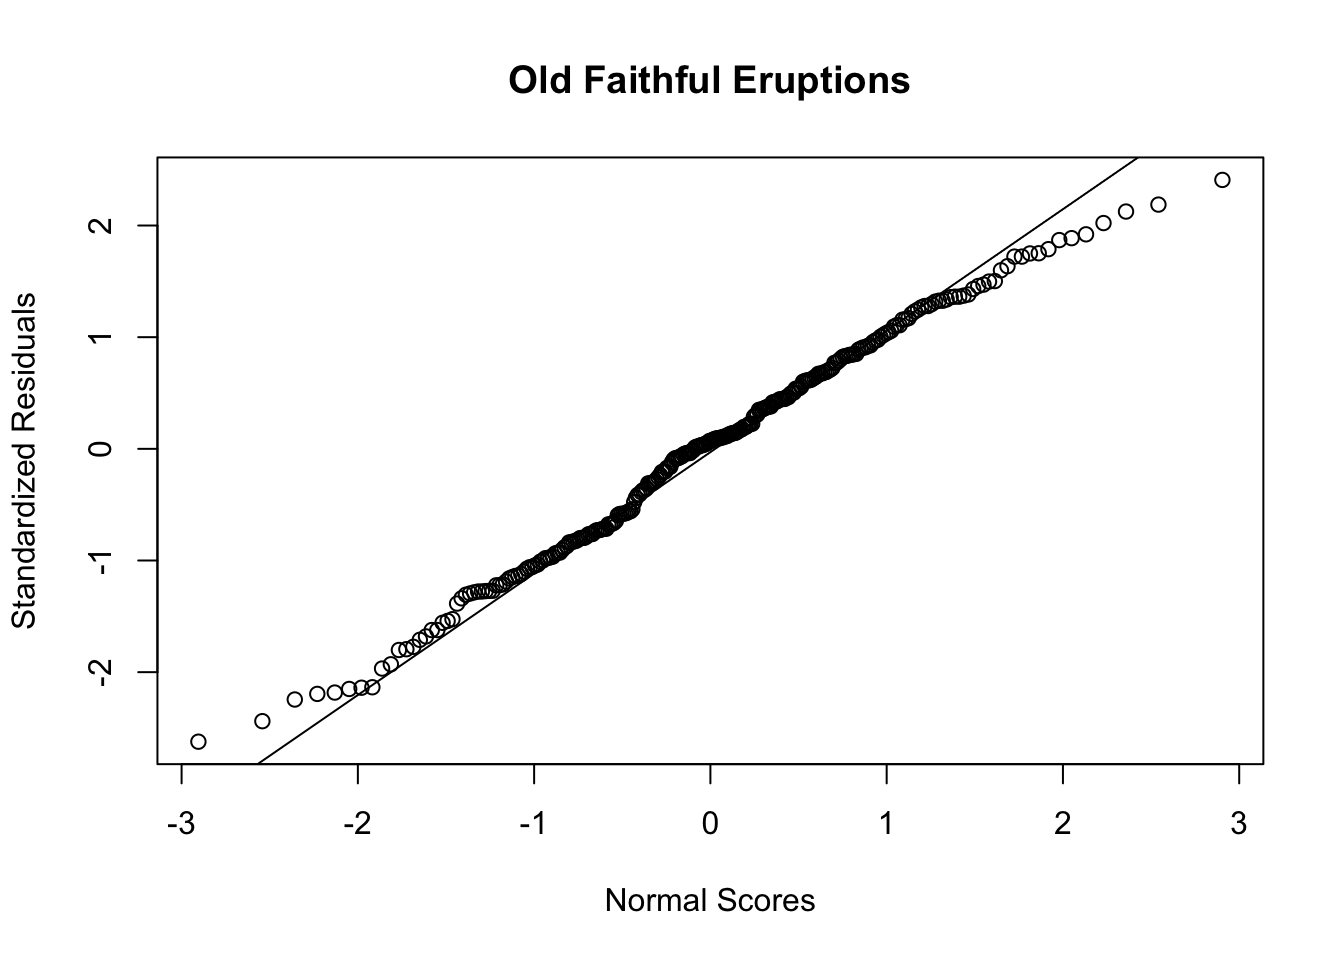 Old Faithful Eruptions
Standardized Residuals
2
1
0
-1
-2
-3 -2 -1 0 1 2 3
Normal Scores